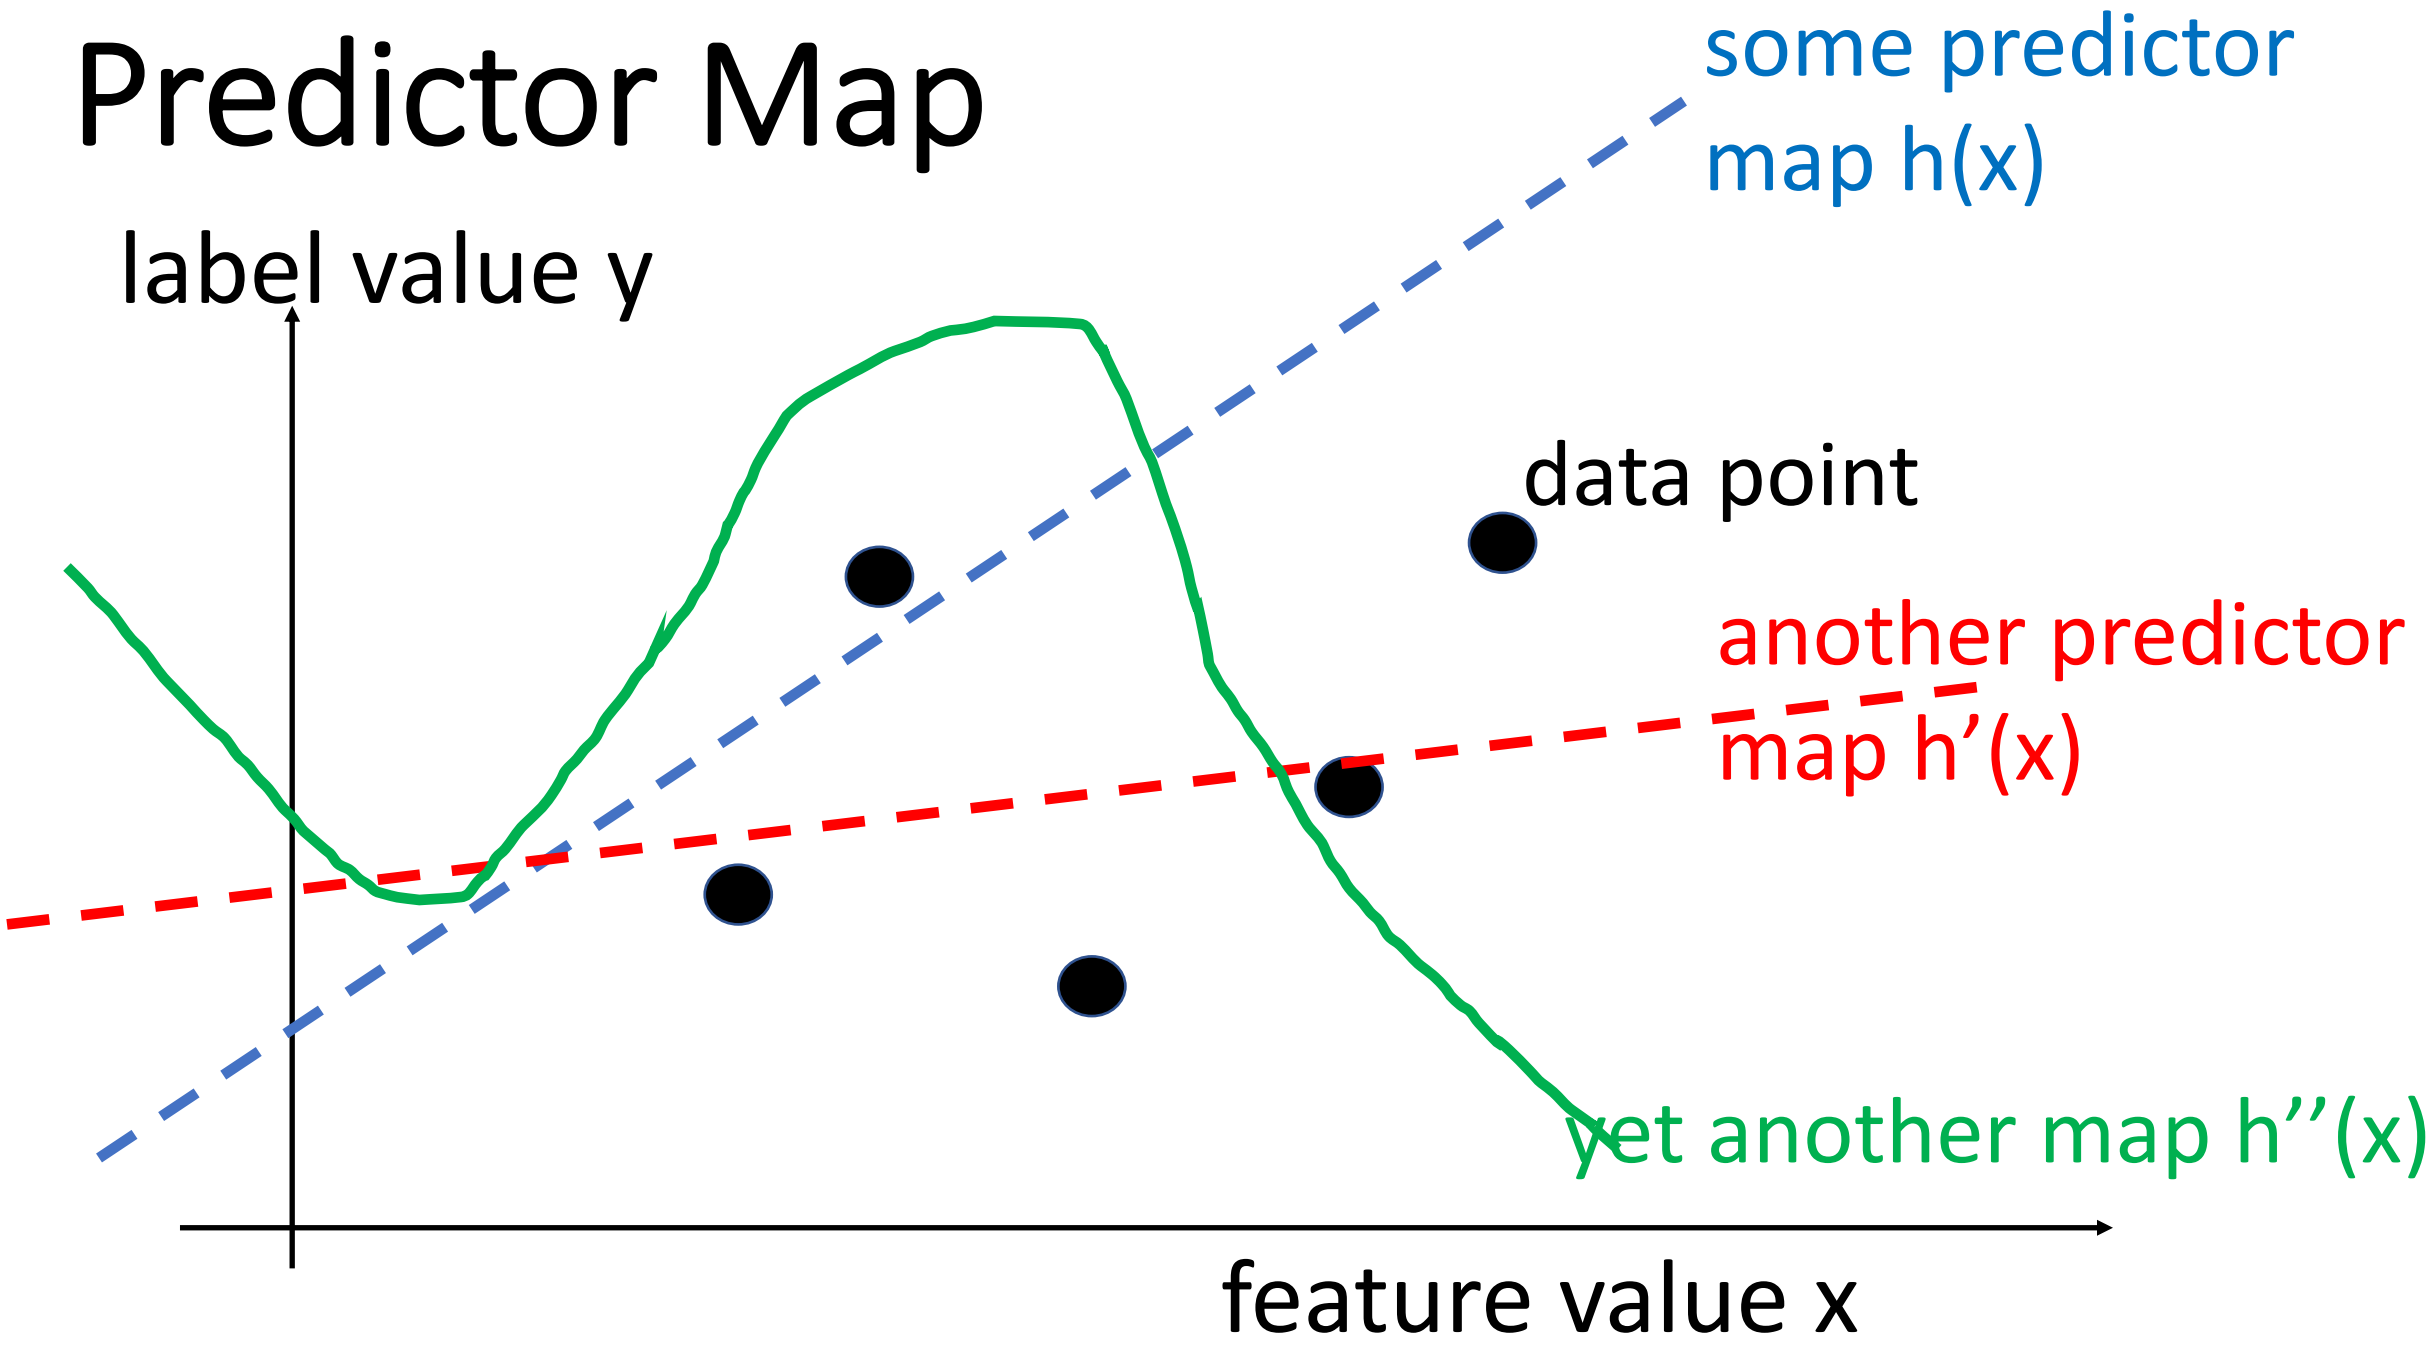 Predictor Map
some predictor
map h(x)
label value y
data point
another predictor
map h’(x)
yet another map h’’(x)
feature value x